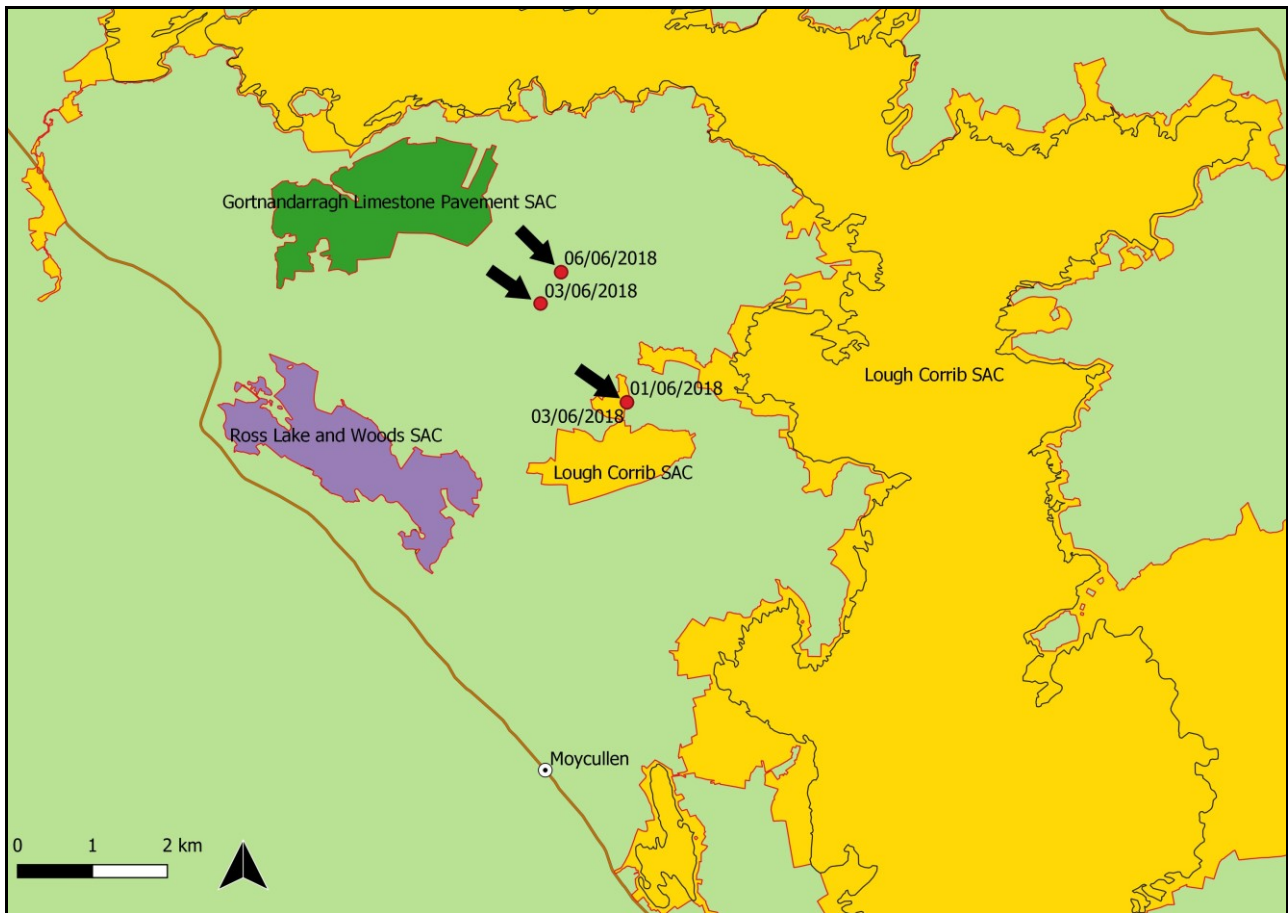 Gortnandarragh Limestone Pavement SAC
06/06/2018
03/06/2018
Lough Corrib SAC
01/06/2018
03/06/2018
Ross Lake and Woods SAC
Lough Corrib SAC
Moycullen
0 1 2 km